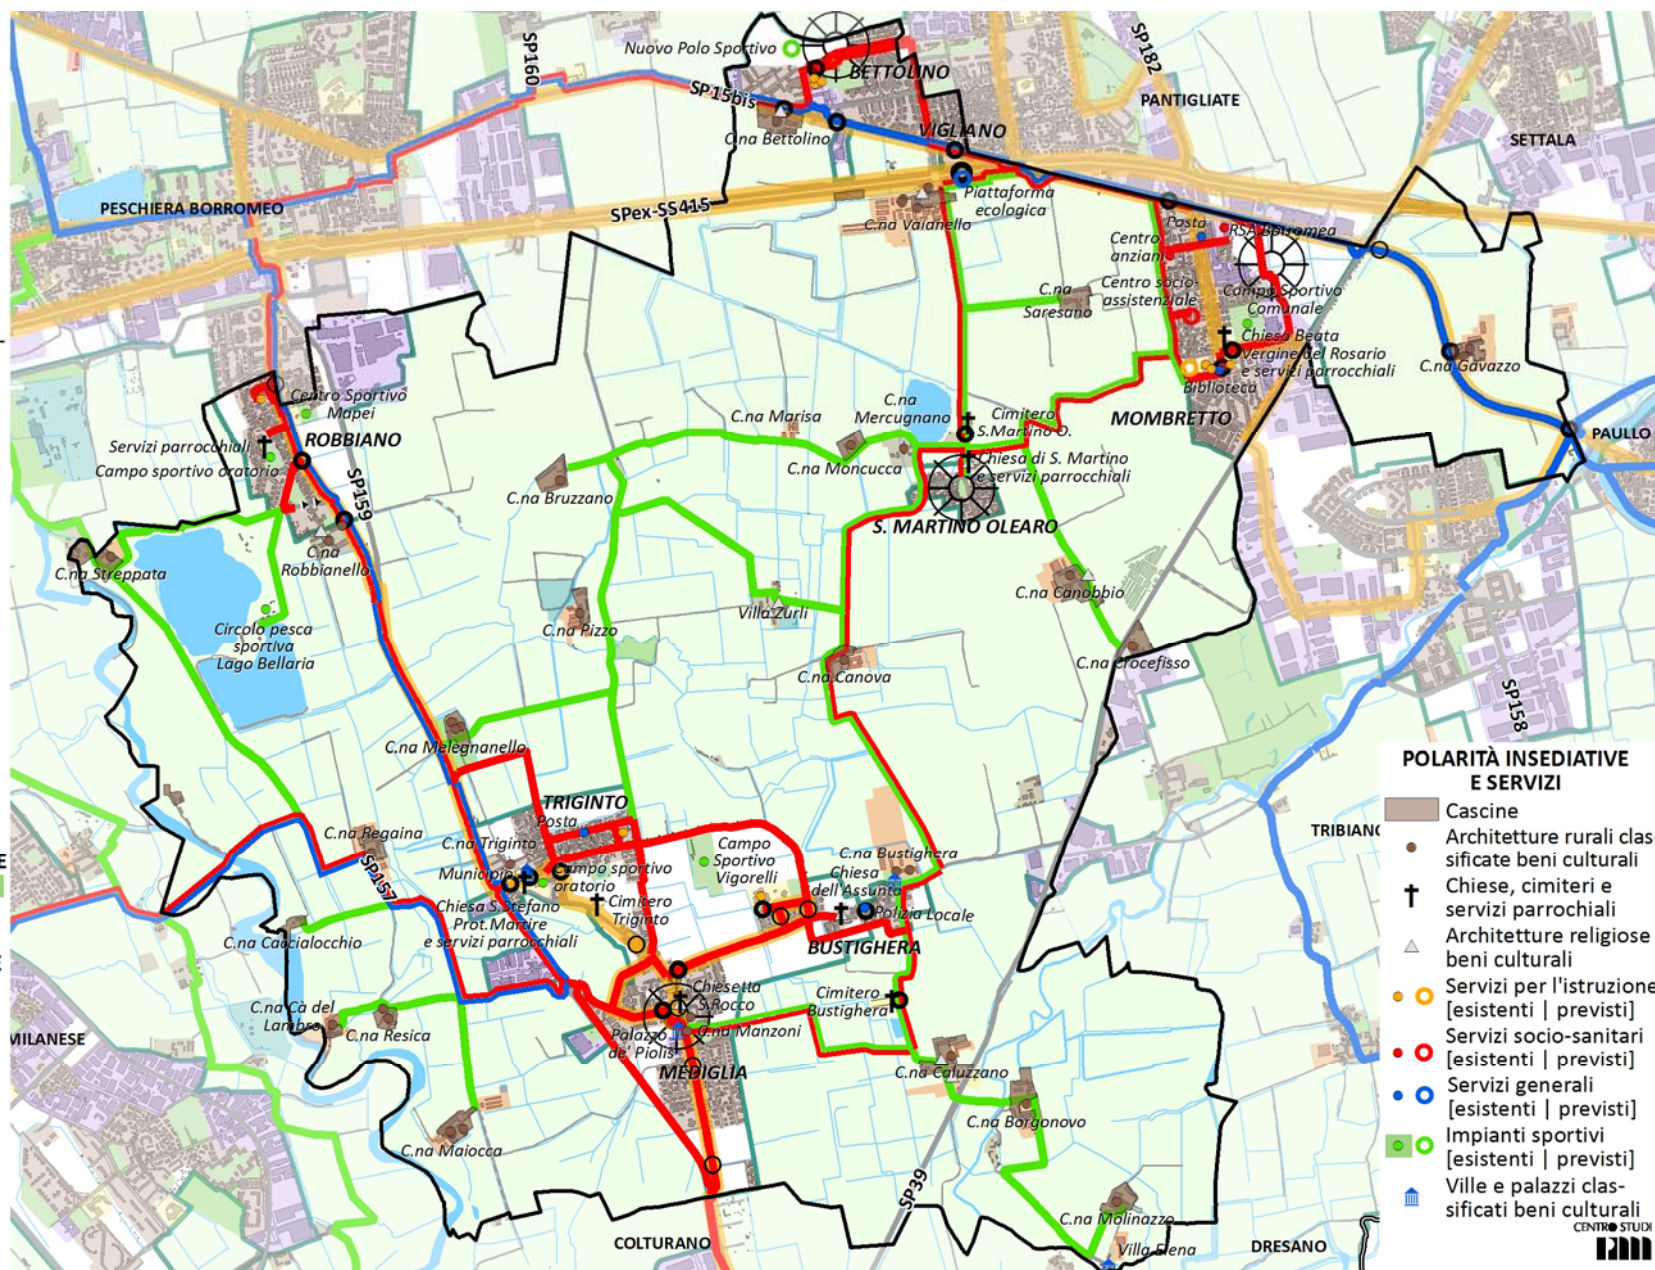 Nuovo Polo Sportivo
SP160
SP182
BETTOLINO
SP15bis
PANTIGLIATE
C.na Bettolino
VIGLIANO
SETTALA
PESCHIERA BORROMEO
SPex-SS415
Piattaforma
ecologica
C.na Vaianello
Posta
RSA Borromea
Centro
anziani
C.na
Saresano
Centro socio-
assistenziale
Campo Sportivo
Comunale
Chiesa Beata
Vergine del Rosario
e servizi parrocchiali
C.na Gavazzo
Biblioteca
MOMBRETTO
PAULLO
Centro Sportivo
Mapei
ROBBIANO
Servizi parrocchiali
Campo sportivo oratorio
SP159
C.na Marisa
C.na
Mercugnano
Cimitero
S.Martino O.
C.na Moncucca
Chiesa di S. Martino
e servizi parrocchiali
C.na Bruzzano
S. MARTINO OLEARO
C.na
Robbianello
C.na Streppata
C.na Canobbio
Villa Zurli
C.na Pizzo
Circolo pesca
sportiva
Lago Bellaria
C.na Crocefisso
C.na Canova
SP158
C.na Melegnanello
TRIGINTO
Posta
C.na Regaina
C.na Triginto
Municipio
Campo sportivo
oratorio
Campo
Sportivo
Vigorelli
C.na Bustighera
Chiesa
dell'Assunta
Polizia Locale
TRIBIANO
SP157
Chiesa S.Stefano
Prot.Martire
e servizi parrocchiali
Cimitero
Triginto
C.na Caccialocchio
BUSTIGHERA
Chiesetta
S.Rocco
Cimitero
Bustighera
C.na Cà del
Lambro
C.na Resica
Palazzo
de' Piolis
C.na Manzoni
MILANESE
MEDIGLIA
C.na Caluzzano
C.na Borgonovo
C.na Maiocca
SP39
C.na Molinazzo
Villa Elena
COLTURANO
DRESANO
POLARITÀ INSEDIATIVE
E SERVIZI
Cascine
Architetture rurali clas-
sificate beni culturali
Chiese, cimiteri e
servizi parrochiali
Architetture religiose
beni culturali
Servizi per l'istruzione
[esistenti | previsti]
Servizi socio-sanitari
[esistenti | previsti]
Servizi generali
[esistenti | previsti]
Impianti sportivi
[esistenti | previsti]
Ville e palazzi clas-
sificati beni culturali
CENTRO STUDI
PIM